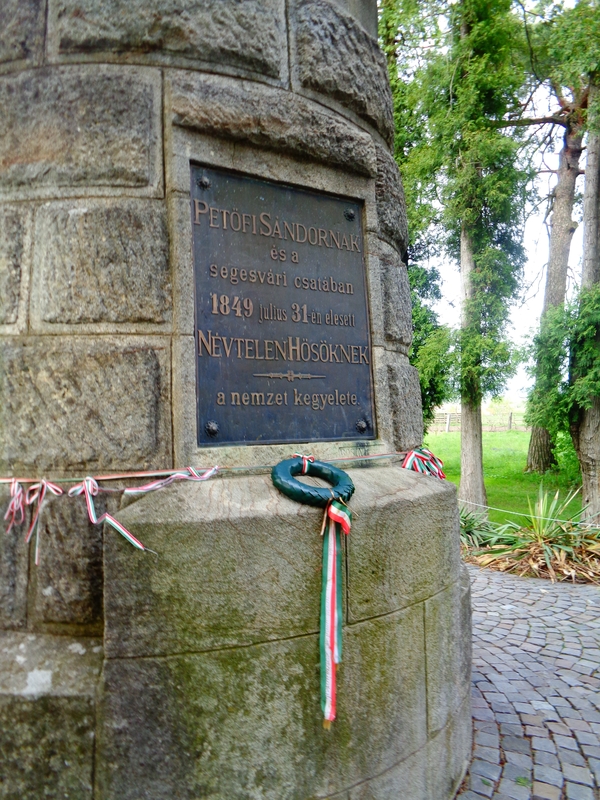 PETŐFI SÁNDORNAK
és a
segesvári csatában
1849 julius 31-én elesett
NÉVTELEN HŐSÖKNEK
a nemzet kegyelete.